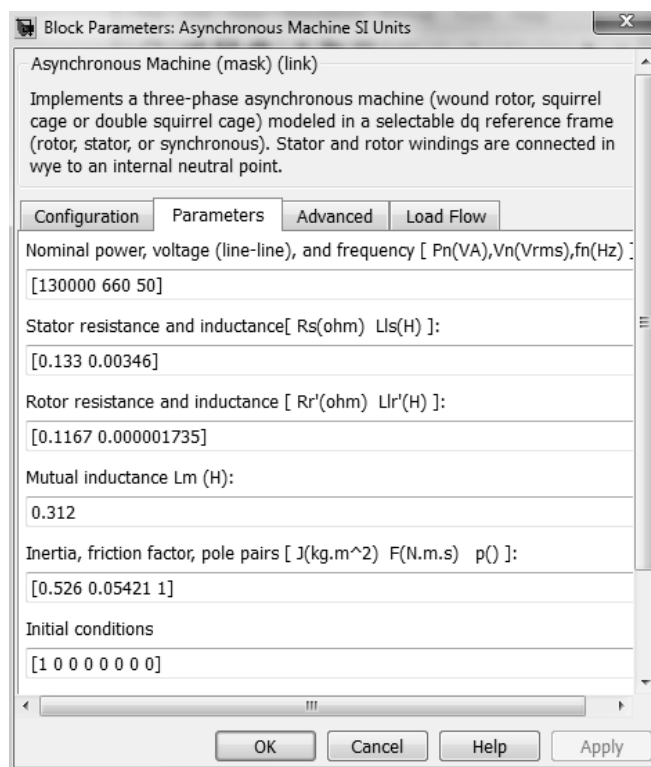 Block Parameters: Asynchronous Machine SI Units
Asynchronous Machine (mask) (link)
Implements a three-phase asynchronous machine (wound rotor, squirrel
cage or double squirrel cage) modeled in a selectable dq reference frame
(rotor, stator, or synchronous). Stator and rotor windings are connected in
wye to an internal neutral point.
Configuration Parameters Advanced Load Flow
Nominal power, voltage (line-line), and frequency [ Pn(VA),Vn(Vrms),fn(Hz) ]
[130000 660 50]
Stator resistance and inductance[ Rs(ohm) Lls(H) ]:
[0.133 0.00346]
Rotor resistance and inductance [ Rr'(ohm) Llr'(H) ]:
[0.1167 0.000001735]
Mutual inductance Lm (H):
0.312
Inertia, friction factor, pole pairs [ J(kg.m^2) F(N.m.s) p() ]:
[0.526 0.05421 1]
Initial conditions
[1 0 0 0 0 0 0 0]
OK Cancel Help Apply